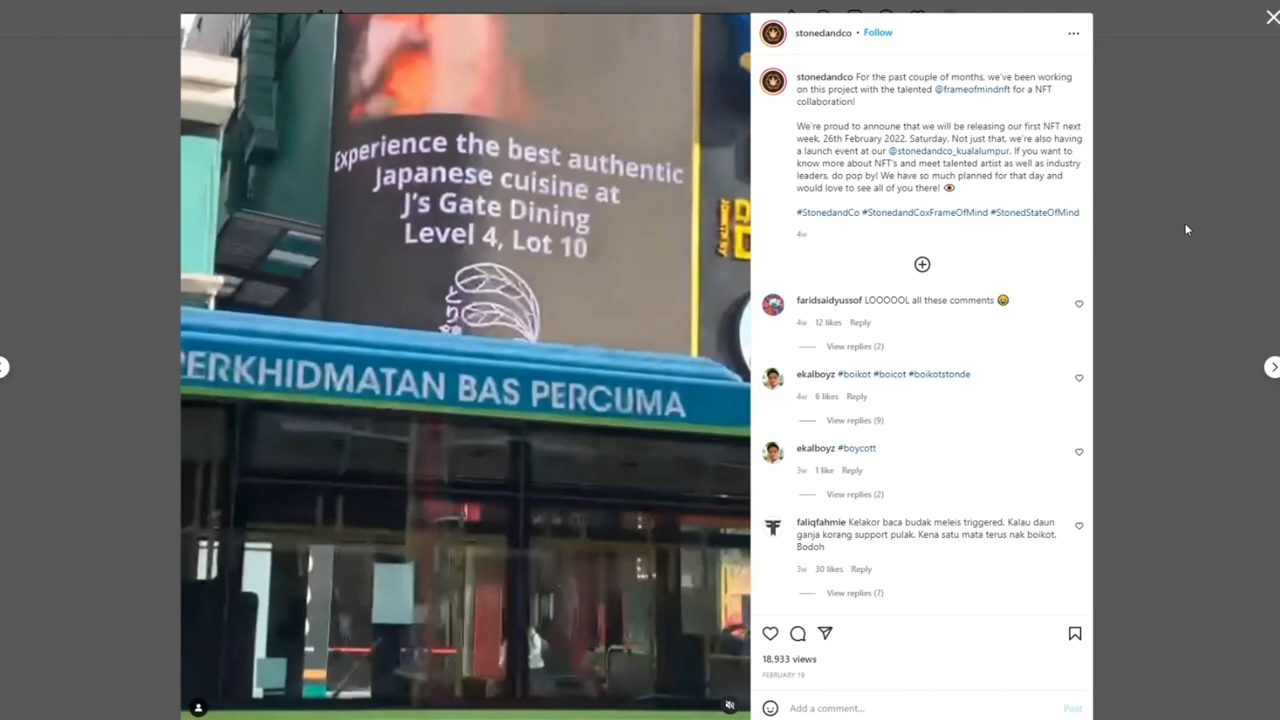 Experience the best authentic
Japanese cuisine at
J's Gate Dining
Level 4, Lot 10
PERKHIDMATAN BAS PERCUMA
stonedandco • Follow
stonedandco For the past couple of months, we've been working
on this project with the talented @frameofmindnft for a NFT
collaboration!
We're proud to announe that we will be releasing our first NFT next
week, 26th February 2022, Saturday. Not just that, we're also having
a launch event at our @stonedandco_kualalumpur. If you want to
know more about NFT's and meet talented artist as well as industry
leaders, do pop by! We have so much planned for that day and
would love to see all of you there! 👁
#StonedandCo #StonedandCoxFrameOfMind #StonedStateOfMind
4w
faridsaidyussof LOOOOOL all these comments 😂
4w 12 likes Reply
View replies (2)
ekalboyz #boikot #boicot #boikotstonde
4w 6 likes Reply
View replies (9)
ekalboyz #boycott
3w 1 like Reply
View replies (2)
faliqfahmie Kelakor baca budak meleis triggered. Kalau daun
ganja korang support pulak. Kena satu mata terus nak boikot.
Bodoh
3w 30 likes Reply
View replies (7)
18,933 views
FEBRUARY 19
Add a comment...
Post